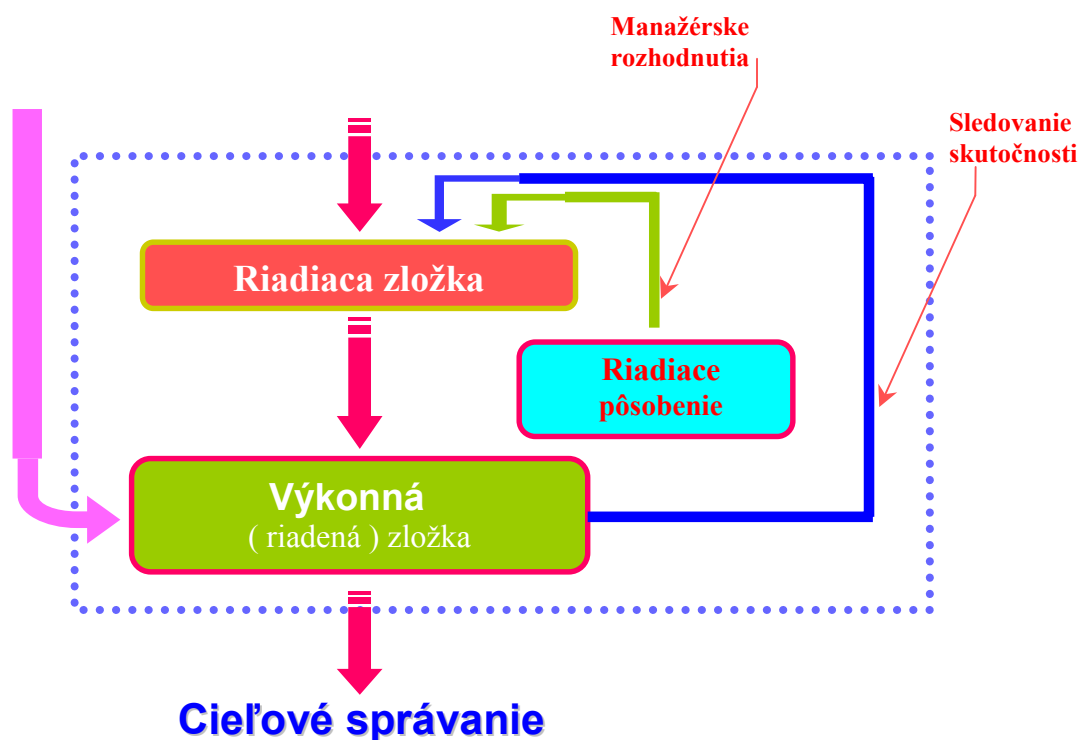 Manažérske
rozhodnutia
Sledovanie
skutočnosti
Riadiaca zložka
Riadiace
pôsobenie
Výkonná
( riadená ) zložka
Cieľové správanie